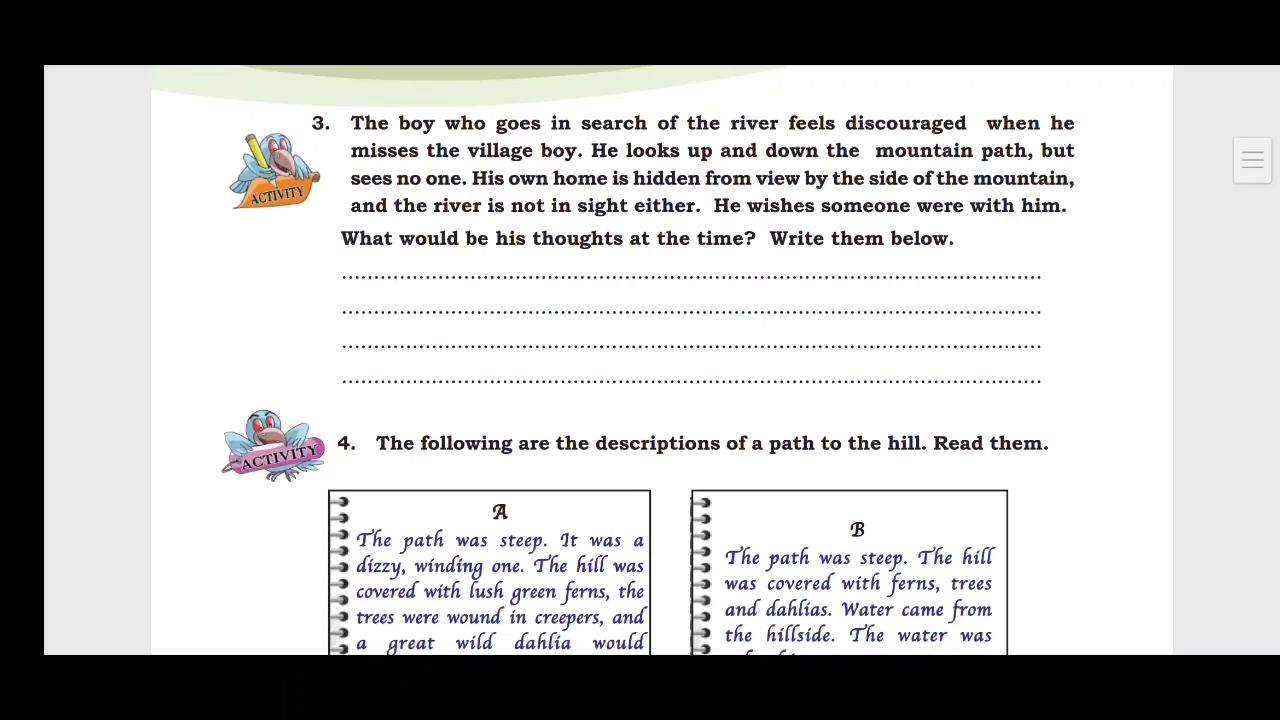 3. The boy who goes in search of the river feels discouraged when he
misses the village boy. He looks up and down the mountain path, but
sees no one. His own home is hidden from view by the side of the mountain,
and the river is not in sight either. He wishes someone were with him.
What would be his thoughts at the time? Write them below.
ACTIVITY
4. The following are the descriptions of a path to the hill. Read them.
ACTIVITY
A
The path was steep. It was a
dizzy, winding one. The hill was
covered with lush green ferns, the
trees were wound in creepers, and
a great wild dahlia would
B
The path was steep. The hill
was covered with ferns, trees
and dahlias. Water came from
the hillside. The water was